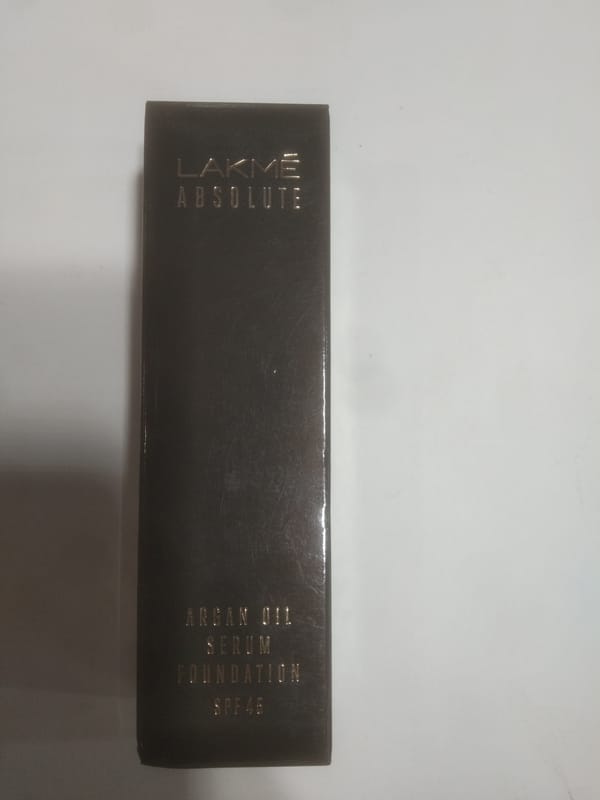 LAKMÉ
ABSOLUTE
ARGAN OIL
SERUM
FOUNDATION
SPF 45